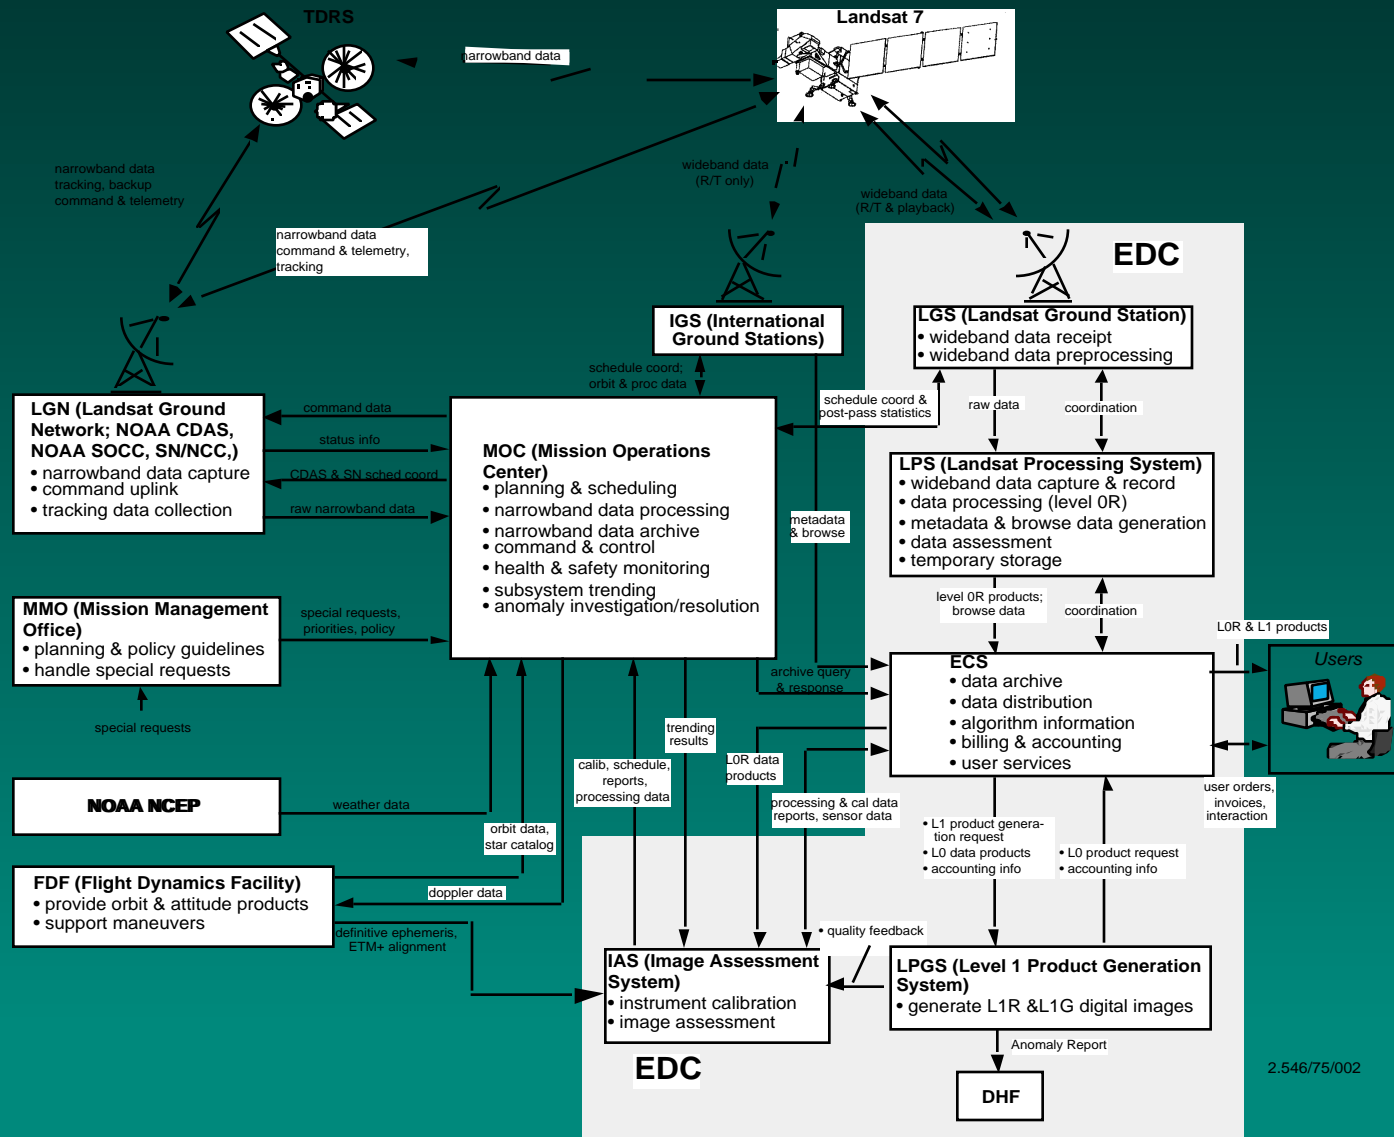 TDRS
Landsat 7
narrowband data
narrowband data
tracking, backup
command & telemetry
wideband data
(R/T only)
wideband data
(R/T & playback)
narrowband data
command & telemetry,
tracking
EDC
IGS (International
Ground Stations)
LGS (Landsat Ground Station)
• wideband data receipt
• wideband data preprocessing
schedule coord;
orbit & proc data
schedule coord &
post-pass statistics
raw data
coordination
LGN (Landsat Ground
Network; NOAA CDAS,
NOAA SOCC, SN/NCC,)
• narrowband data capture
• command uplink
• tracking data collection
command data
status info
CDAS & SN sched coord
raw narrowband data
MOC (Mission Operations
Center)
• planning & scheduling
• narrowband data processing
• narrowband data archive
• command & control
• health & safety monitoring
• subsystem trending
• anomaly investigation/resolution
metadata
& browse
LPS (Landsat Processing System)
• wideband data capture & record
• data processing (level 0R)
• metadata & browse data generation
• data assessment
• temporary storage
level 0R products;
browse data
coordination
MMO (Mission Management
Office)
• planning & policy guidelines
• handle special requests
special requests,
priorities, policy
special requests
L0R & L1 products
Users
archive query
& response
ECS
• data archive
• data distribution
• algorithm information
• billing & accounting
• user services
trending
results
L0R data
products
calib, schedule,
reports,
processing data
processing & cal data
reports, sensor data
user orders,
invoices,
interaction
NOAA NCEP
weather data
orbit data,
star catalog
• L1 product genera-
tion request
• L0 data products
• accounting info
• L0 product request
• accounting info
FDF (Flight Dynamics Facility)
• provide orbit & attitude products
• support maneuvers
doppler data
definitive ephemeris,
ETM+ alignment
• quality feedback
IAS (Image Assessment
System)
• instrument calibration
• image assessment
LPGS (Level 1 Product Generation
System)
• generate L1R &L1G digital images
Anomaly Report
EDC
DHF
2.546/75/002